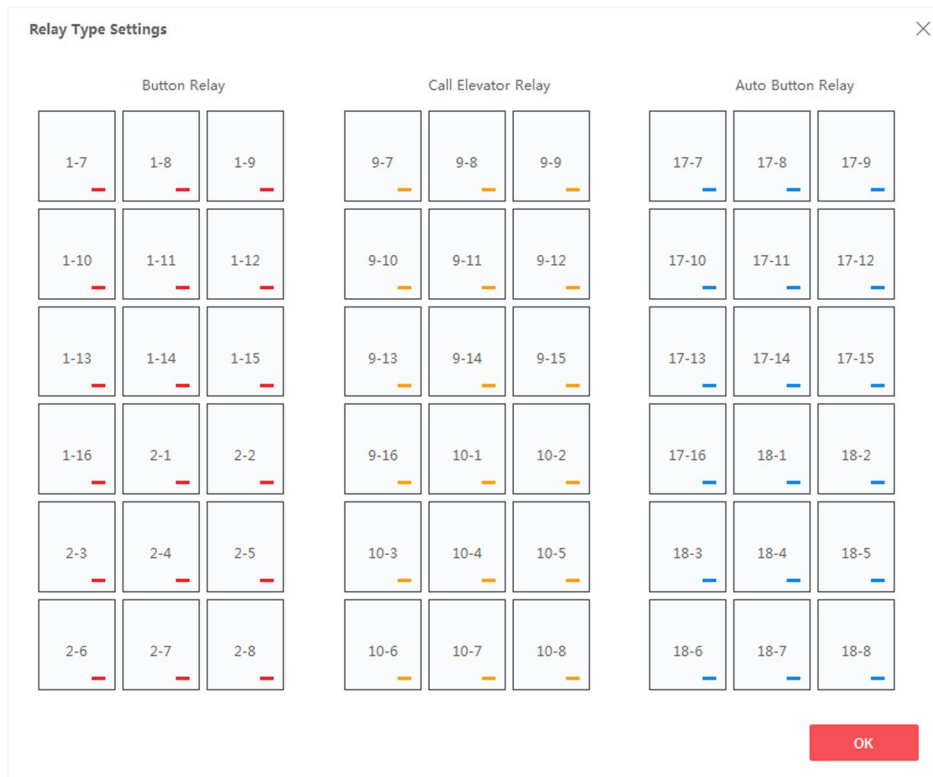 Relay Type Settings
Button Relay Call Elevator Relay Auto Button Relay
1-7 1-8 1-9 9-7 9-8 9-9 17-7 17-8 17-9
1-10 1-11 1-12 9-10 9-11 9-12 17-10 17-11 17-12
1-13 1-14 1-15 9-13 9-14 9-15 17-13 17-14 17-15
1-16 2-1 2-2 9-16 10-1 10-2 17-16 18-1 18-2
2-3 2-4 2-5 10-3 10-4 10-5 18-3 18-4 18-5
2-6 2-7 2-8 10-6 10-7 10-8 18-6 18-7 18-8
OK